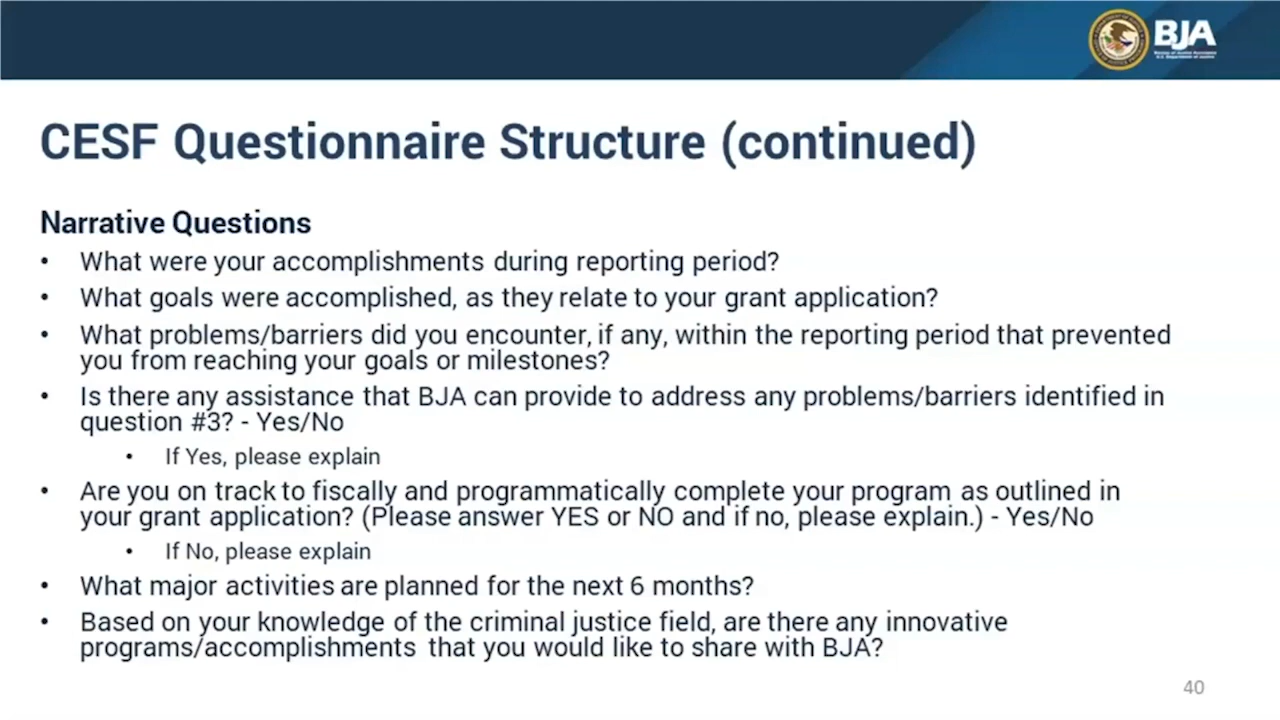 BJA
Bureau of Justice Assistance
U.S. Department of Justice
CESF Questionnaire Structure (continued)
Narrative Questions
• What were your accomplishments during reporting period?
• What goals were accomplished, as they relate to your grant application?
• What problems/barriers did you encounter, if any, within the reporting period that prevented
you from reaching your goals or milestones?
• Is there any assistance that BJA can provide to address any problems/barriers identified in
question #3? - Yes/No
• If Yes, please explain
• Are you on track to fiscally and programmatically complete your program as outlined in
your grant application? (Please answer YES or NO and if no, please explain.) - Yes/No
• If No, please explain
• What major activities are planned for the next 6 months?
• Based on your knowledge of the criminal justice field, are there any innovative
programs/accomplishments that you would like to share with BJA?
40